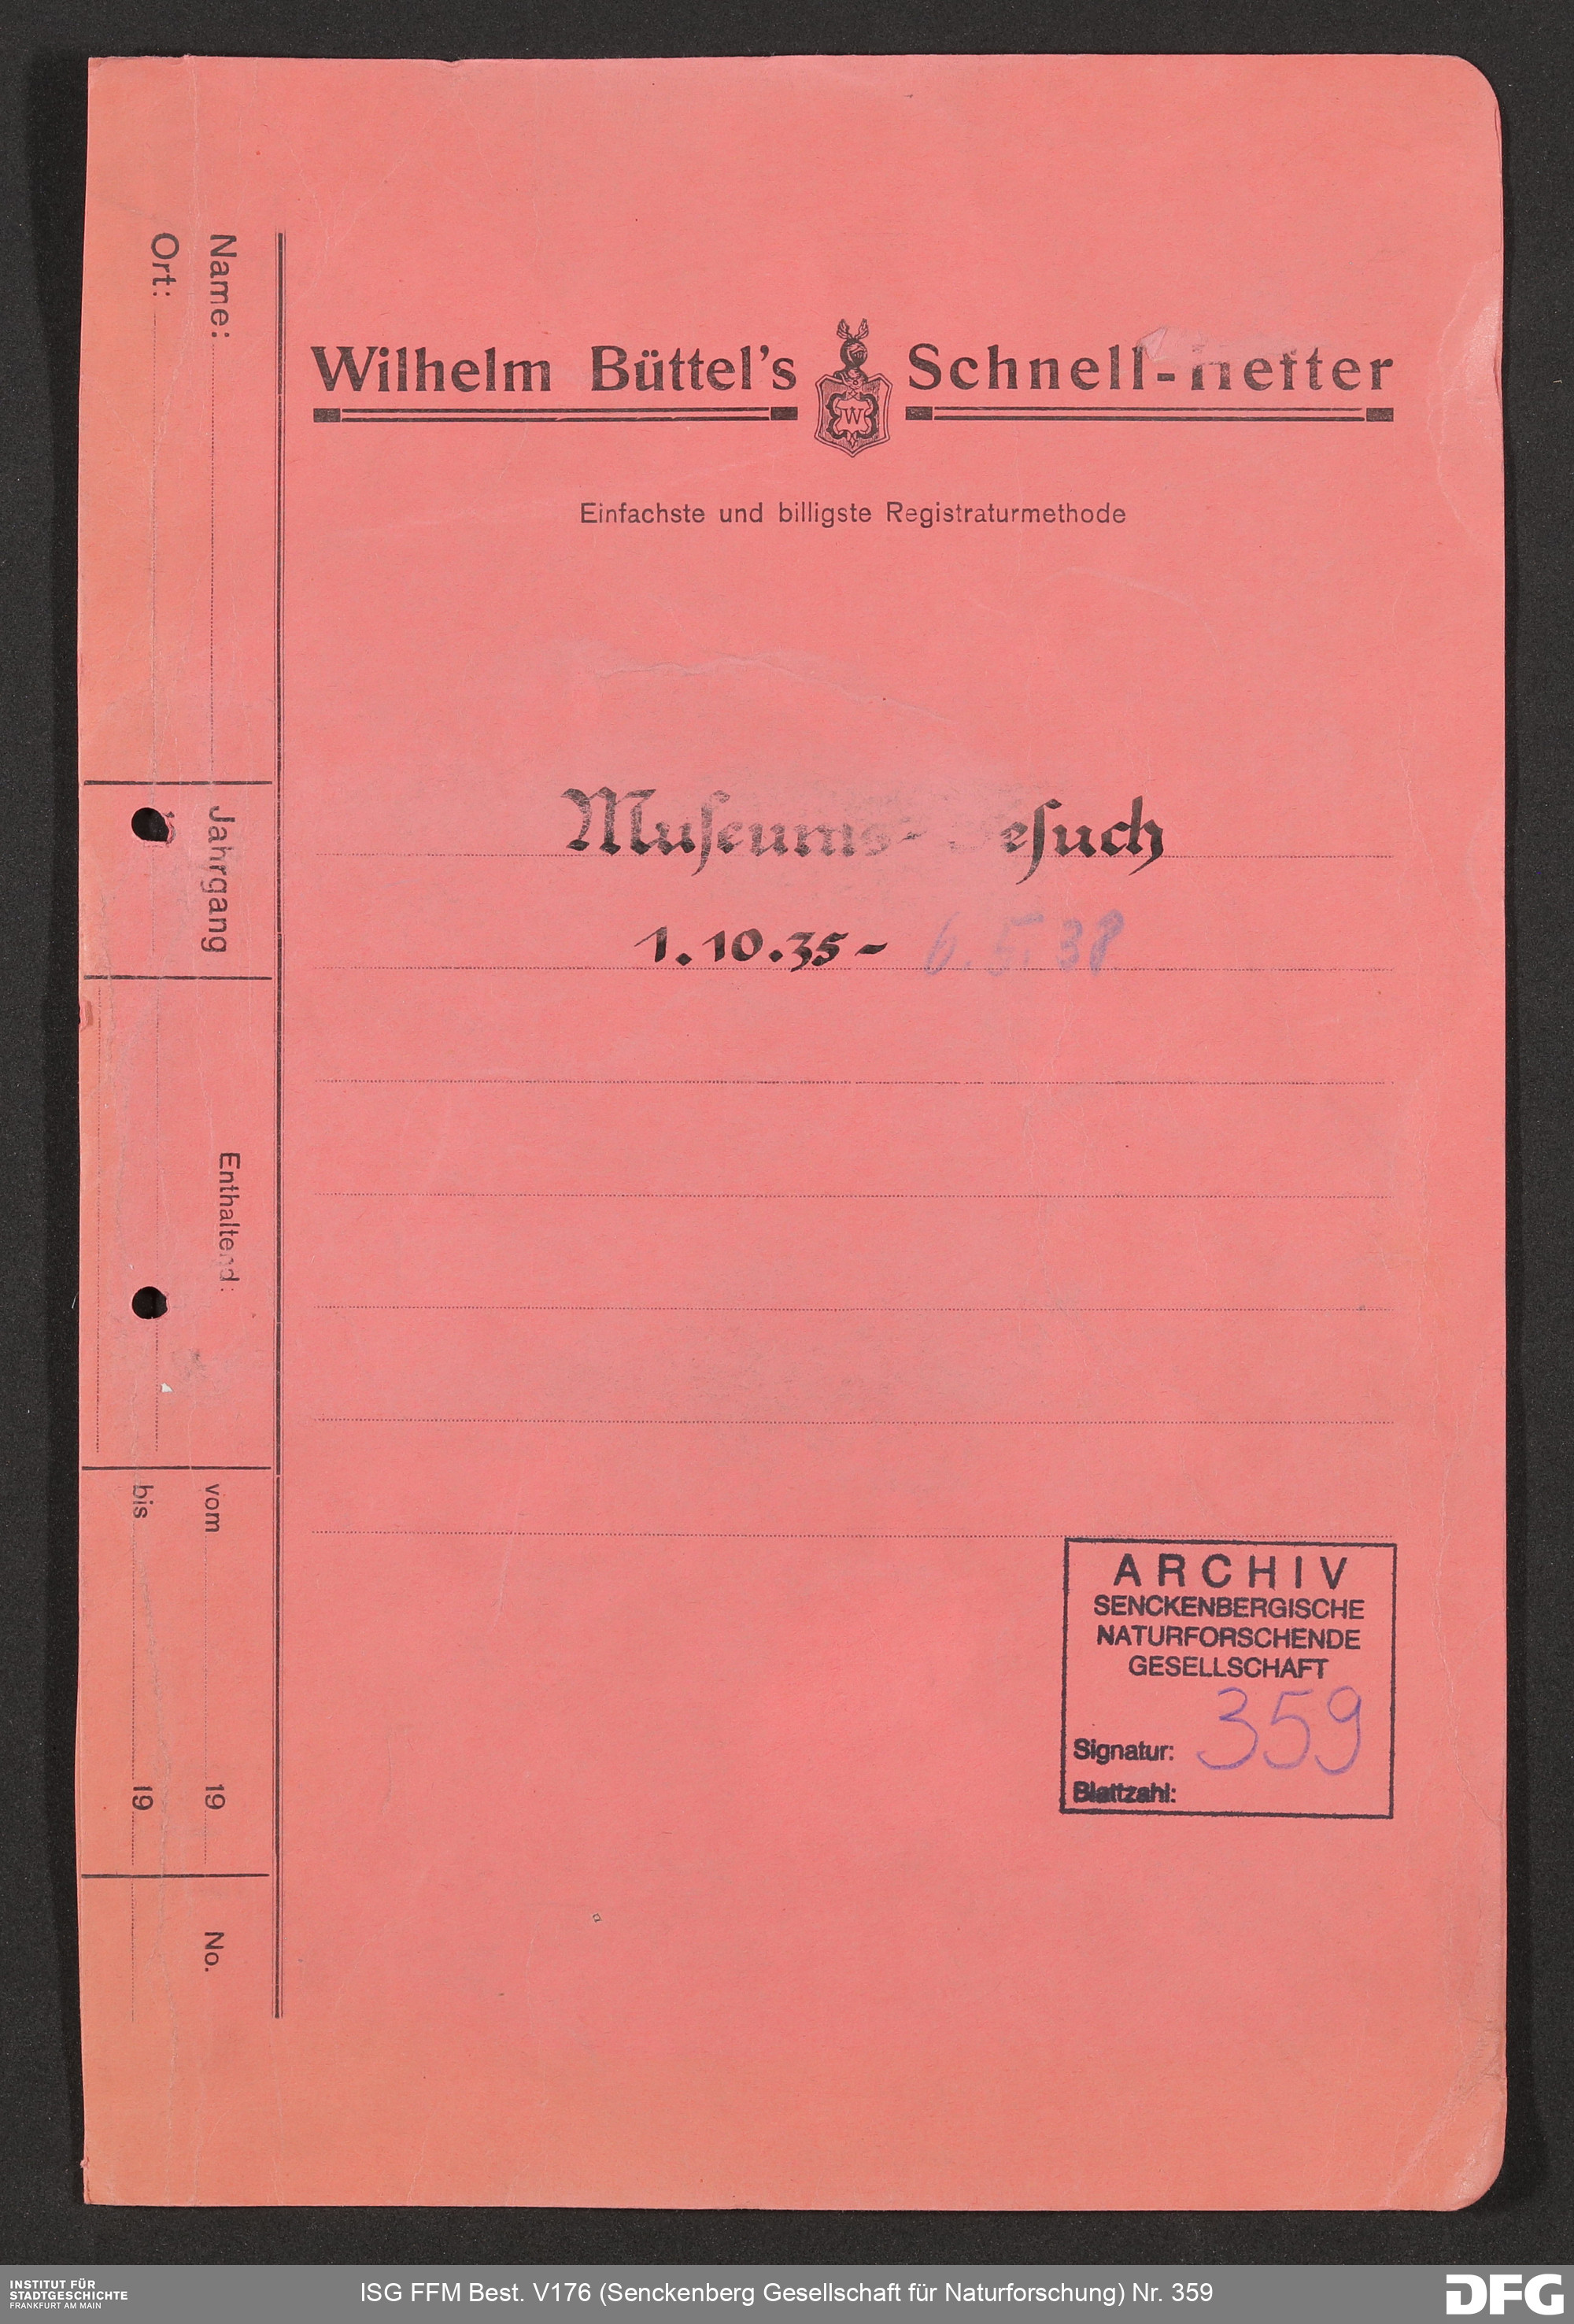 Wilhelm Büttel's Schnell-Hefter
W
Einfachste und billigste Registraturmethode
Museums-Besuch
1.10.35 - 6.5.38
Name:
Ort:
Jahrgang
Enthaltend:
vom 19
bis 19
No.
ARCHIV
SENCKENBERGISCHE
NATURFORSCHENDE
GESELLSCHAFT
Signatur: 359
Blattzahl:
INSTITUT FÜR
STADTGESCHICHTE
FRANKFURT AM MAIN
ISG FFM Best. V176 (Senckenberg Gesellschaft für Naturforschung) Nr. 359
DFG